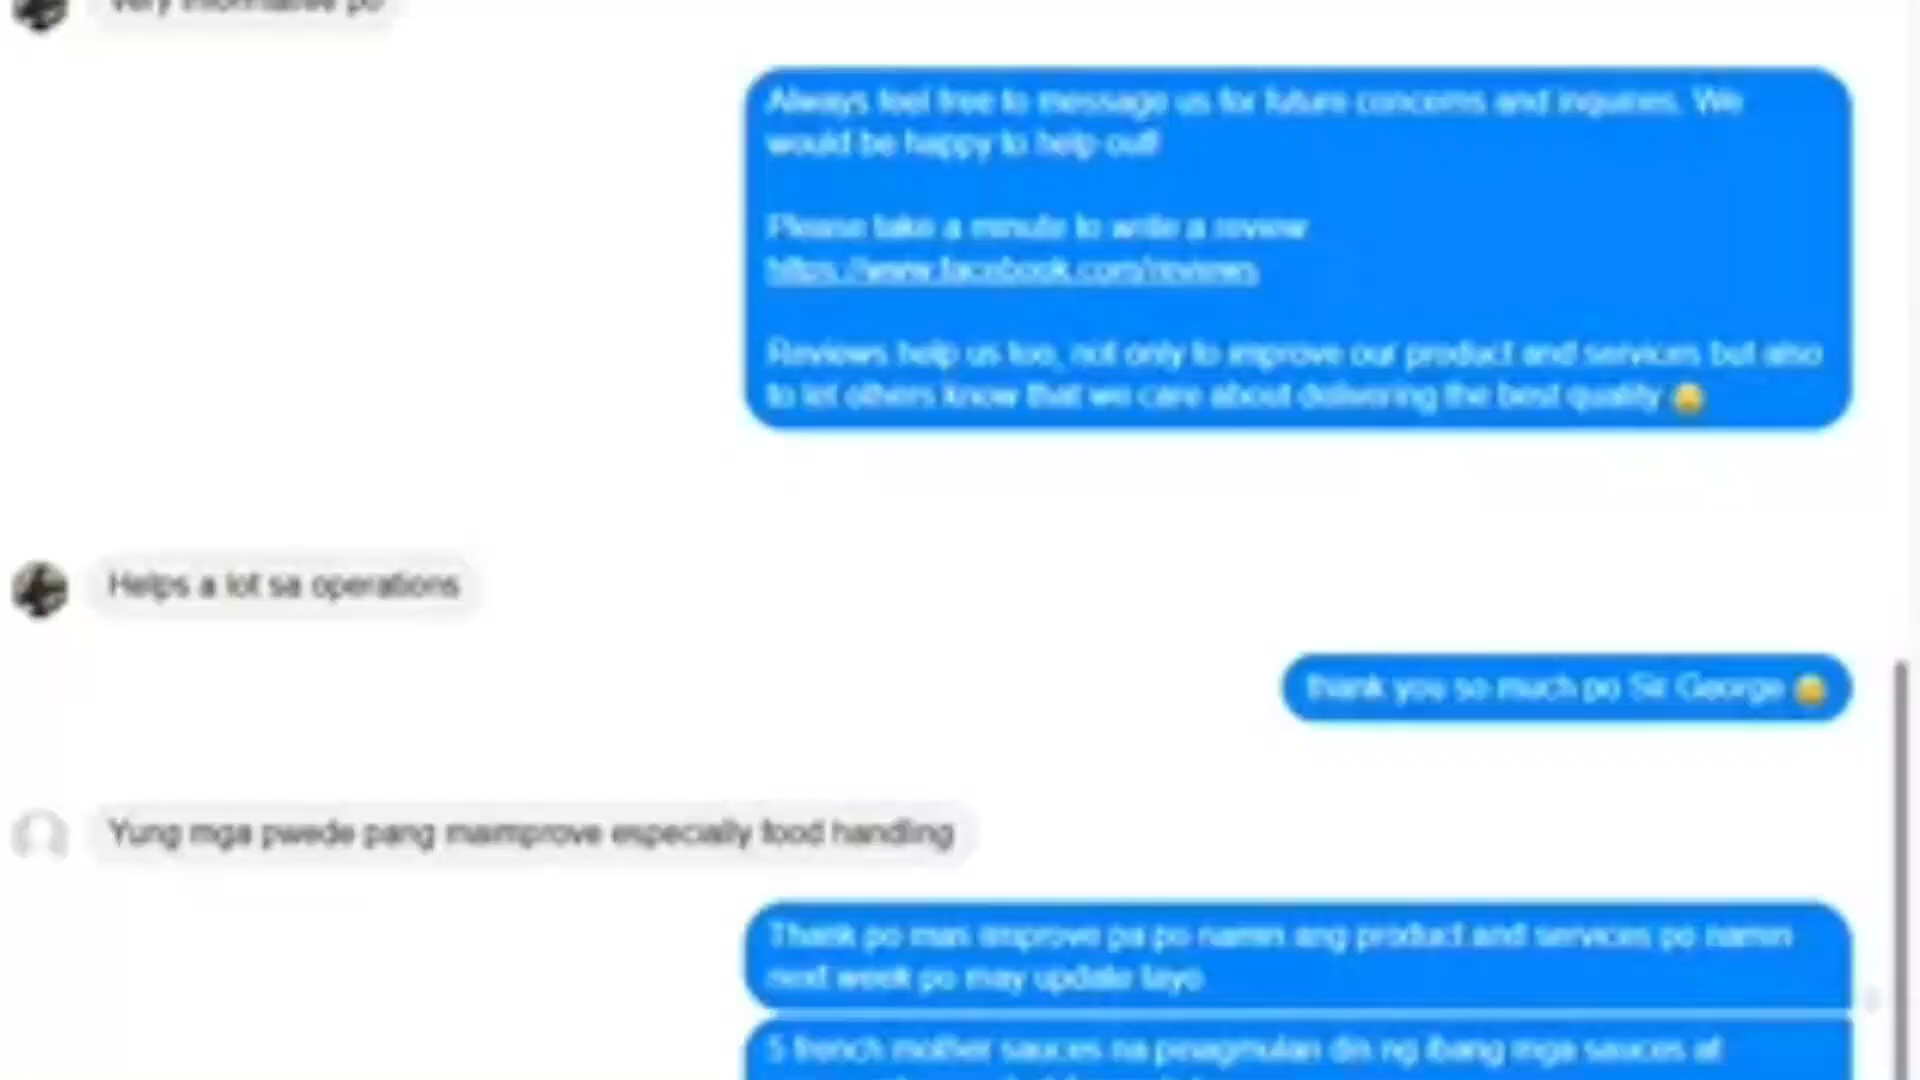 Very informative po
Always feel free to message us for future concerns and inquiries. We
would be happy to help out!
Please take a minute to write a review
https://www.facebook.com/reviews
Reviews help us too, not only to improve our product and services but also
to let others know that we care about delivering the best quality
Helps a lot sa operations
thank you so much po Sir George
Yung mga pwede pang maimprove especially food handling
Thank po mas iimprove pa po namin ang product and services po namin
next week po may update tayo
5 french mother sauces na pinagmulan din ng ibang mga sauces at